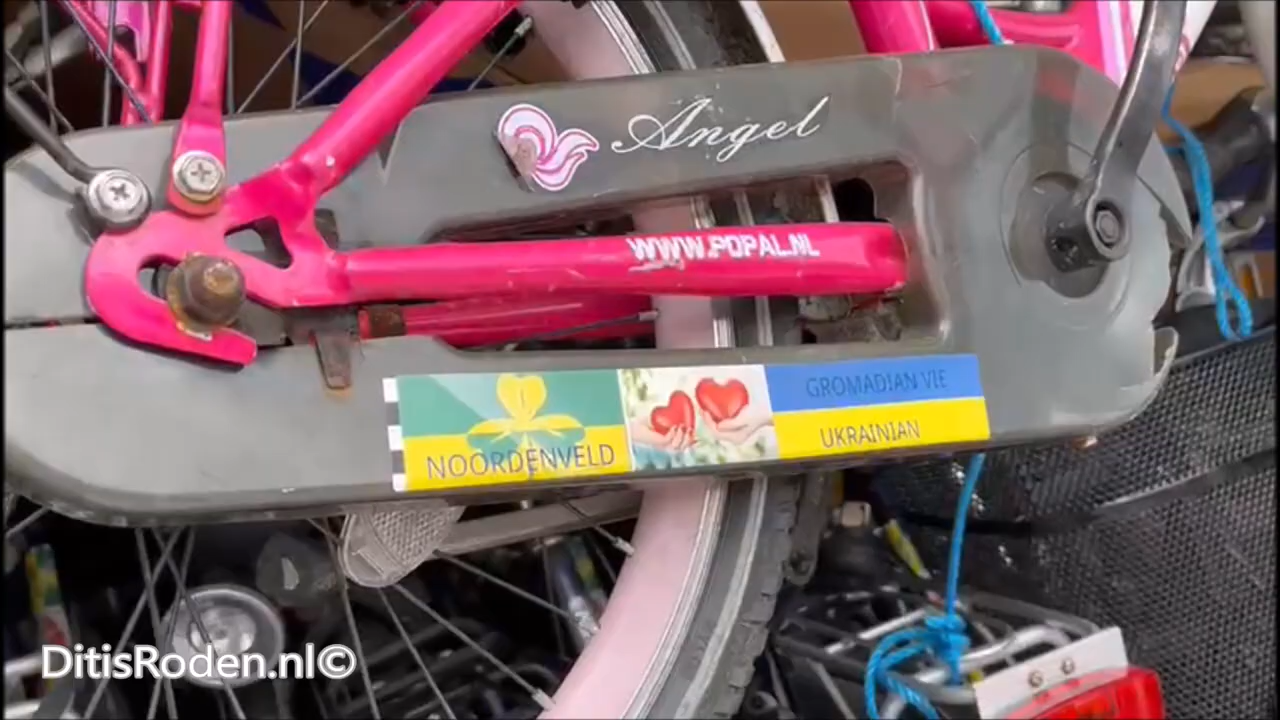 Angel
WWW.POPAL.NL
NOORDENVELD
GROMADIAN VIE
UKRAINIAN
DitisRoden.nl©